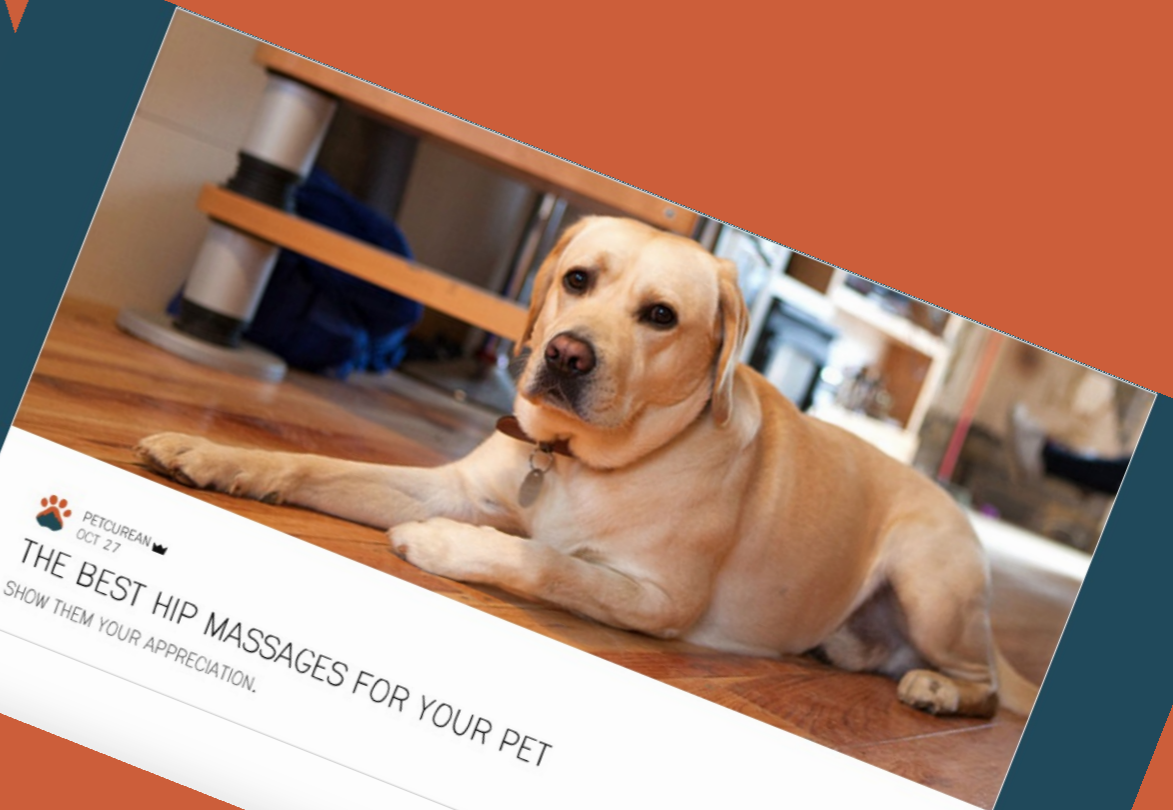 PETCUREAN
OCT 27
THE BEST HIP MASSAGES FOR YOUR PET
SHOW THEM YOUR APPRECIATION.